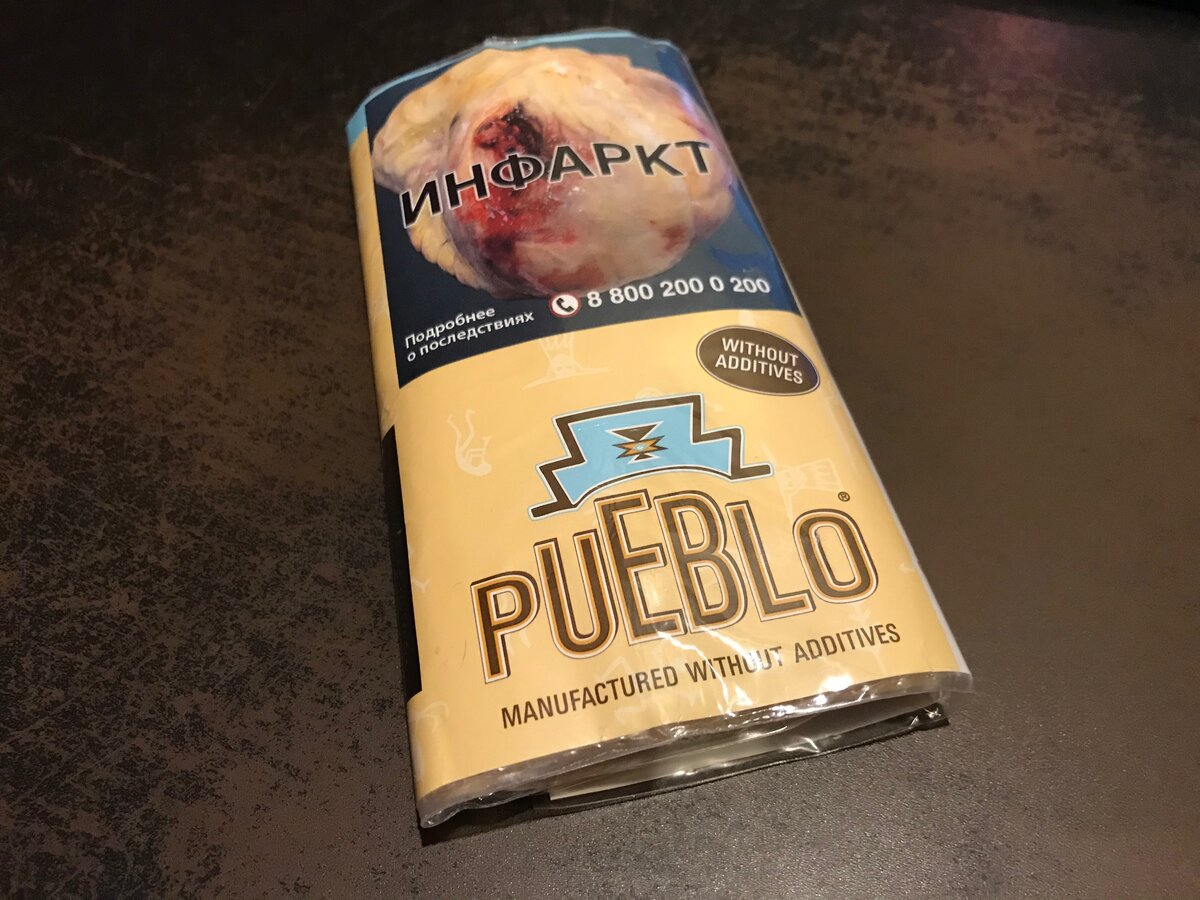 ИНФАРКТ
Подробнее
о последствиях
8 800 200 0 200
WITHOUT
ADDITIVES
PUEBLO®
MANUFACTURED WITHOUT ADDITIVES